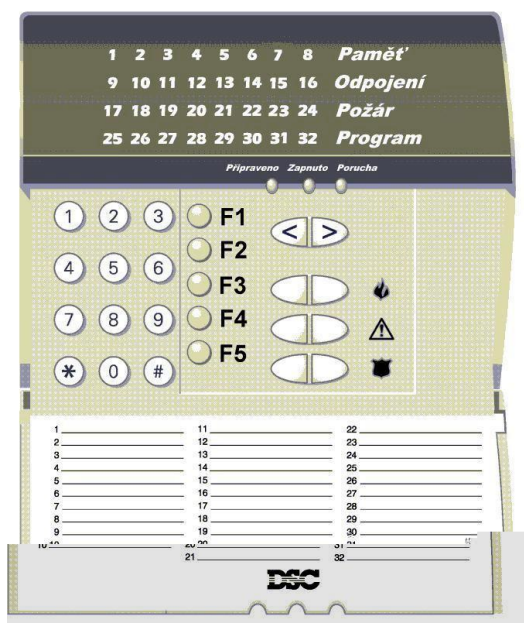 1 2 3 4 5 6 7 8 Paměť
9 10 11 12 13 14 15 16 Odpojení
17 18 19 20 21 22 23 24 Požár
25 26 27 28 29 30 31 32 Program
Připraveno Zapnuto Porucha
1 2 3 F1 < >
F2
4 5 6 F3
7 8 9 F4
F5
* 0 #
1 11 22
2 12 23
3 13 24
4 14 25
5 15 26
6 16 27
7 17 28
8 18 29
9 19 30
10 20 31
21 32
DSC